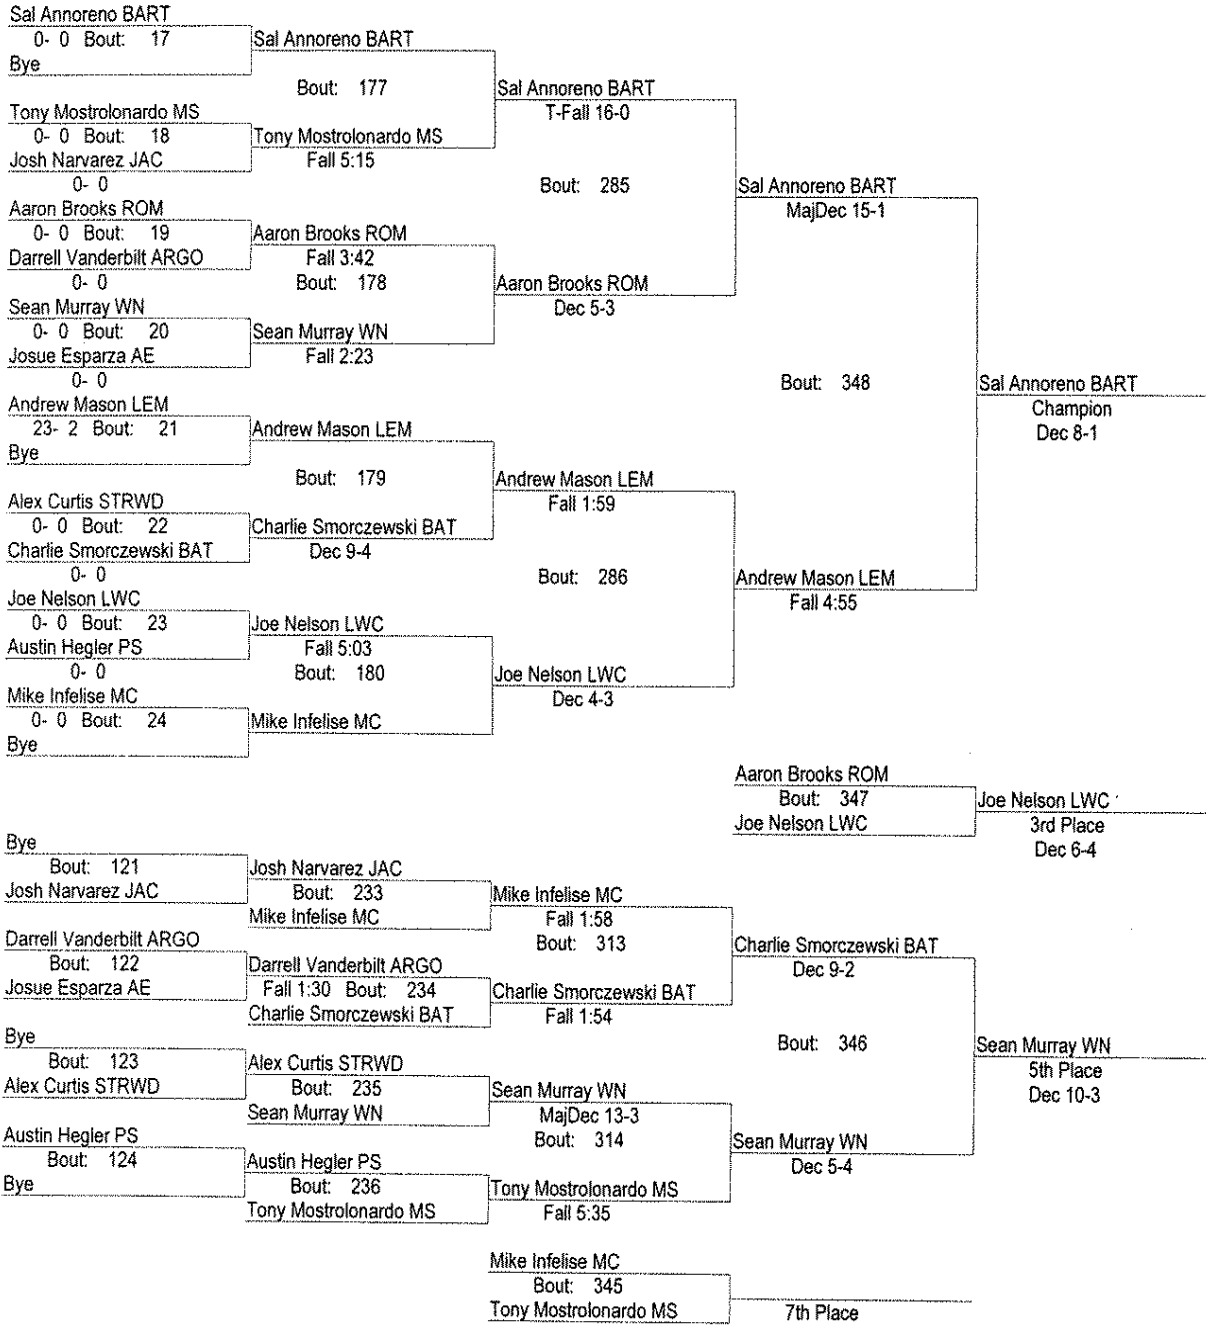 Sal Annoreno BART
0- 0 Bout: 17
Bye
Sal Annoreno BART
Bout: 177
Tony Mostrolonardo MS
0- 0 Bout: 18
Josh Narvarez JAC
0- 0
Tony Mostrolonardo MS
Fall 5:15
Sal Annoreno BART
T-Fall 16-0
Bout: 285
Aaron Brooks ROM
0- 0 Bout: 19
Darrell Vanderbilt ARGO
0- 0
Aaron Brooks ROM
Fall 3:42
Bout: 178
Sean Murray WN
0- 0 Bout: 20
Josue Esparza AE
0- 0
Sean Murray WN
Fall 2:23
Aaron Brooks ROM
Dec 5-3
Sal Annoreno BART
MajDec 15-1
Bout: 348
Sal Annoreno BART
Champion
Dec 8-1
Andrew Mason LEM
23- 2 Bout: 21
Bye
Andrew Mason LEM
Bout: 179
Alex Curtis STRWD
0- 0 Bout: 22
Charlie Smorczewski BAT
0- 0
Charlie Smorczewski BAT
Dec 9-4
Andrew Mason LEM
Fall 1:59
Bout: 286
Andrew Mason LEM
Fall 4:55
Joe Nelson LWC
0- 0 Bout: 23
Austin Hegler PS
0- 0
Joe Nelson LWC
Fall 5:03
Bout: 180
Mike Infelise MC
0- 0 Bout: 24
Bye
Mike Infelise MC
Joe Nelson LWC
Dec 4-3
Aaron Brooks ROM
Bout: 347
Joe Nelson LWC
Joe Nelson LWC
3rd Place
Dec 6-4
Bye
Bout: 121
Josh Narvarez JAC
Josh Narvarez JAC
Bout: 233
Mike Infelise MC
Mike Infelise MC
Fall 1:58
Bout: 313
Darrell Vanderbilt ARGO
Bout: 122
Josue Esparza AE
Darrell Vanderbilt ARGO
Fall 1:30 Bout: 234
Charlie Smorczewski BAT
Charlie Smorczewski BAT
Fall 1:54
Charlie Smorczewski BAT
Dec 9-2
Bout: 346
Bye
Bout: 123
Alex Curtis STRWD
Alex Curtis STRWD
Bout: 235
Sean Murray WN
Sean Murray WN
MajDec 13-3
Bout: 314
Austin Hegler PS
Bout: 124
Bye
Austin Hegler PS
Bout: 236
Tony Mostrolonardo MS
Tony Mostrolonardo MS
Fall 5:35
Sean Murray WN
Dec 5-4
Sean Murray WN
5th Place
Dec 10-3
Mike Infelise MC
Bout: 345
Tony Mostrolonardo MS
7th Place